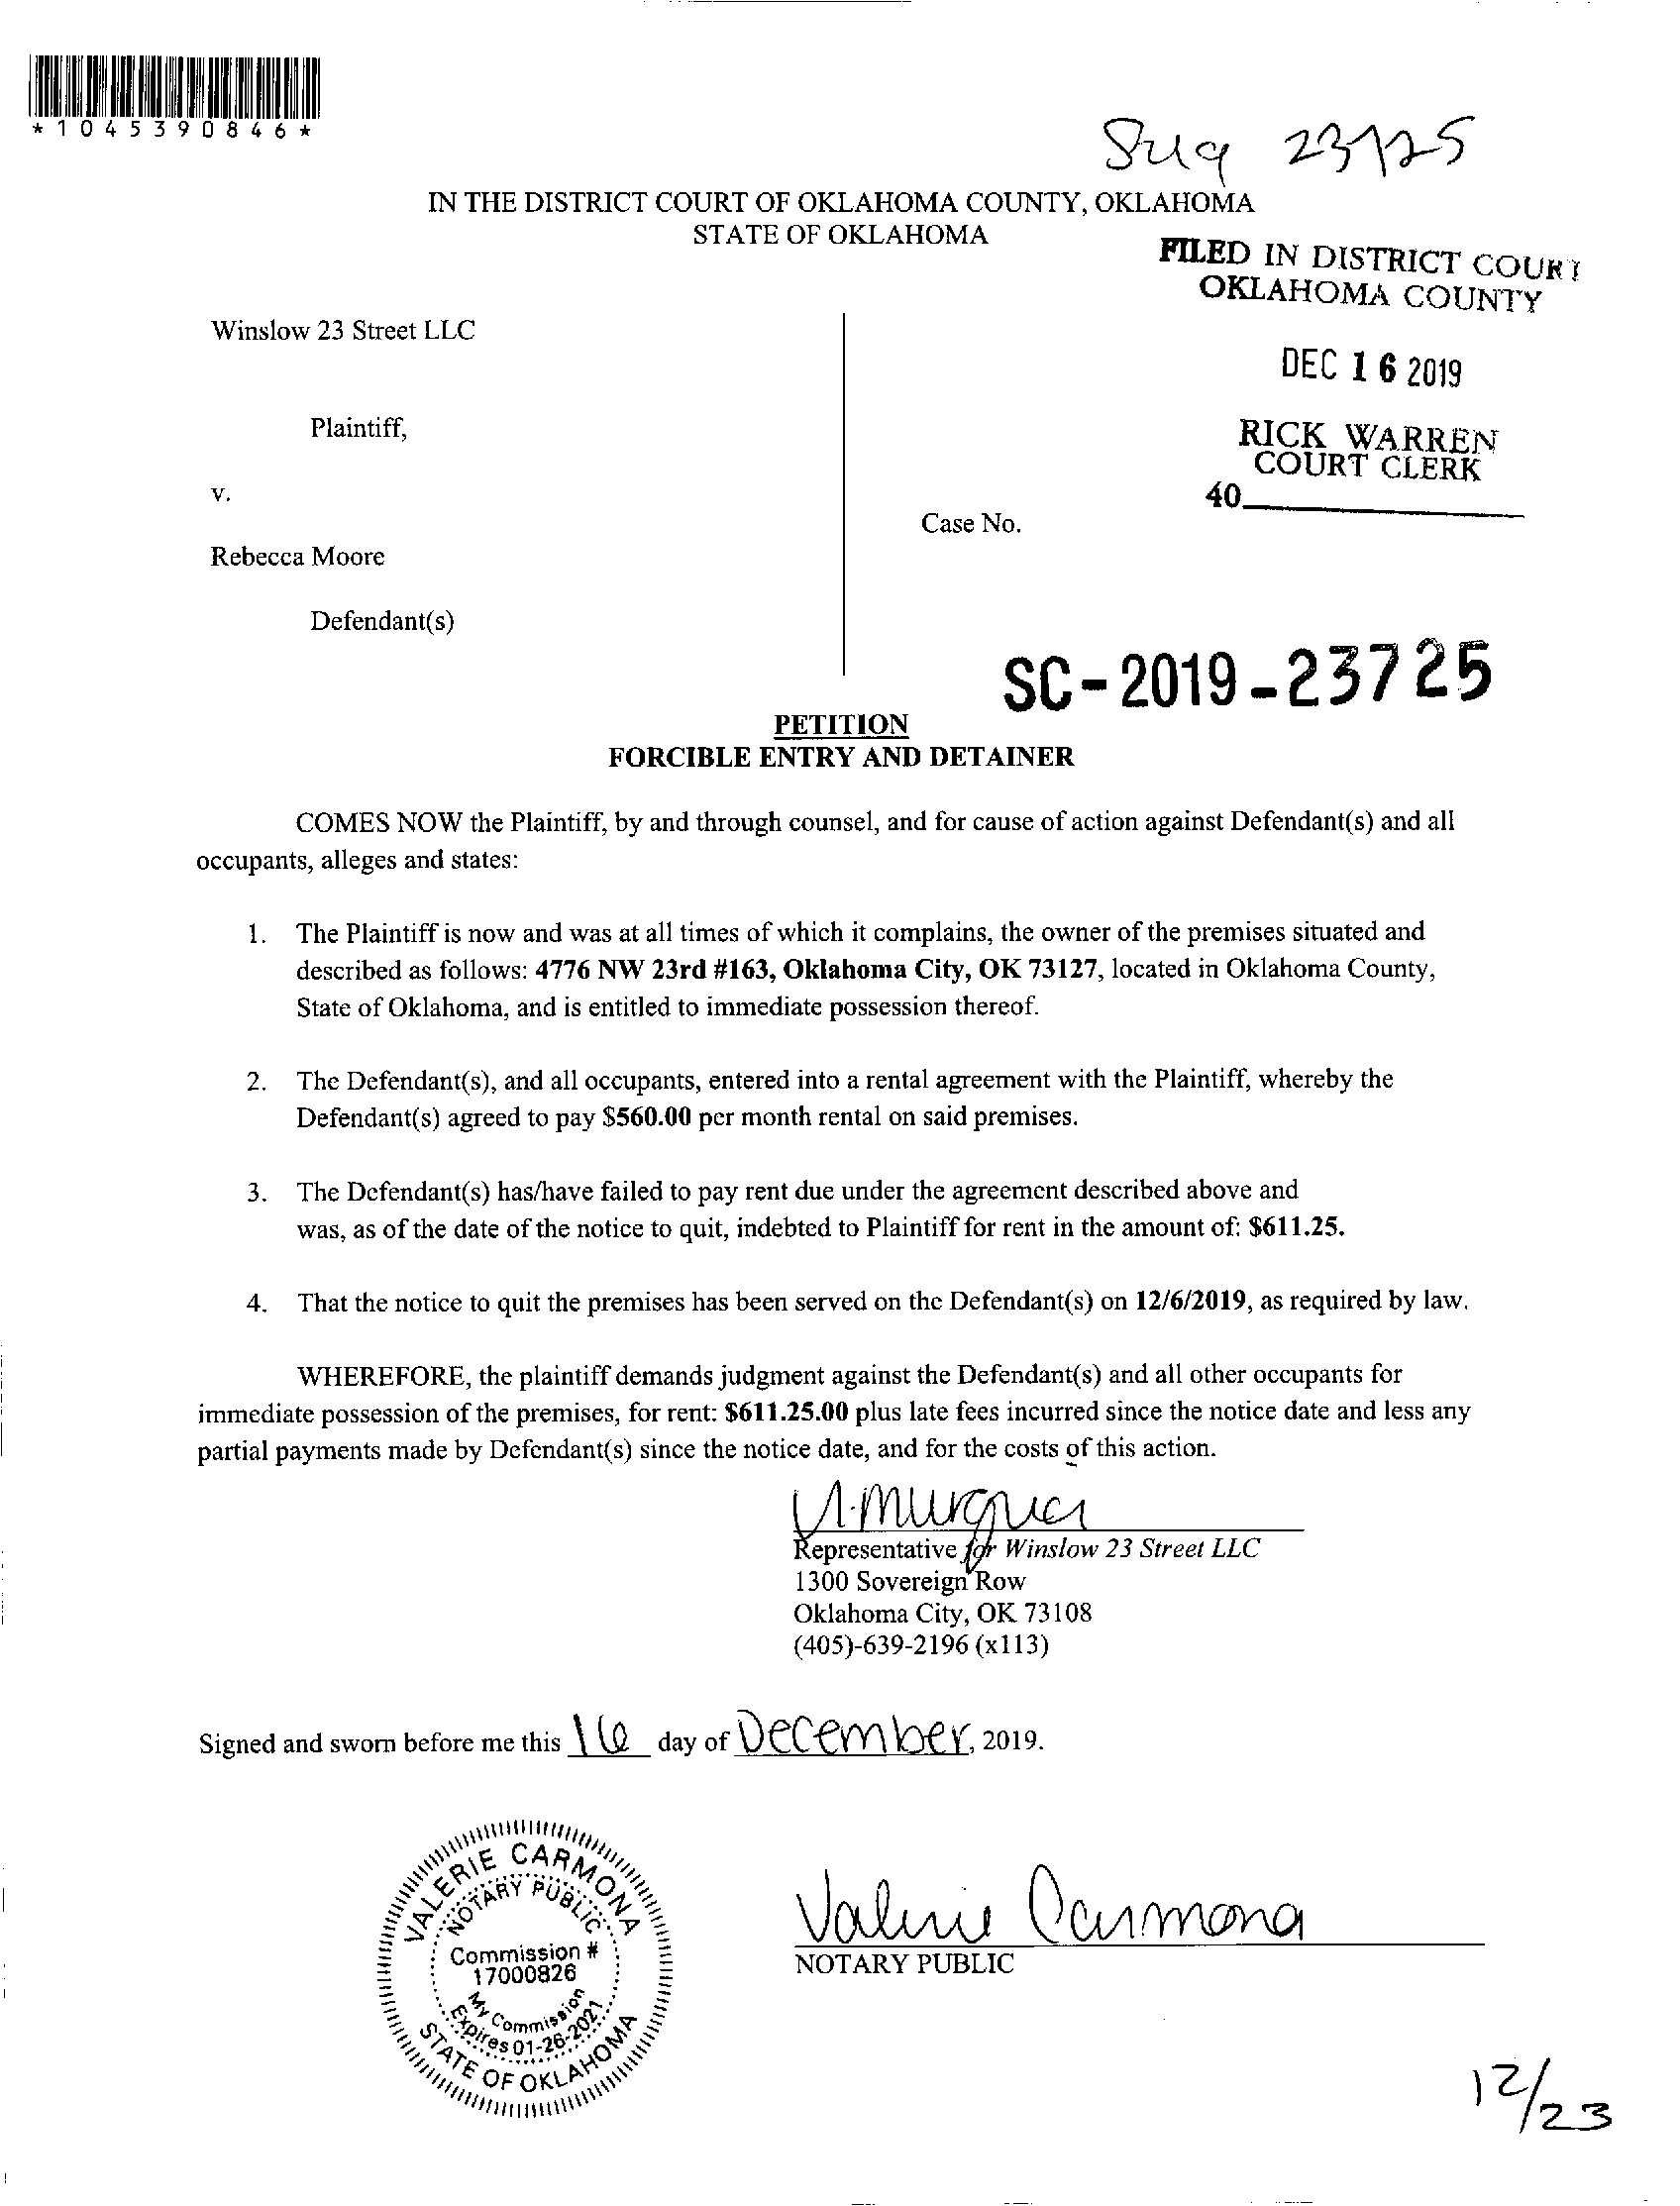 *1045390846*
IN THE DISTRICT COURT OF OKLAHOMA COUNTY, OKLAHOMA
STATE OF OKLAHOMA
FILED IN DISTRICT COURT
OKLAHOMA COUNTY
DEC 16 2019
RICK WARREN
COURT CLERK
40
Winslow 23 Street LLC
Plaintiff,
v.
Case No.
Rebecca Moore
Defendant(s)
SC-2019-23725
PETITION
FORCIBLE ENTRY AND DETAINER
COMES NOW the Plaintiff, by and through counsel, and for cause of action against Defendant(s) and all
occupants, alleges and states:
1. The Plaintiff is now and was at all times of which it complains, the owner of the premises situated and
described as follows: 4776 NW 23rd #163, Oklahoma City, OK 73127, located in Oklahoma County,
State of Oklahoma, and is entitled to immediate possession thereof.
2. The Defendant(s), and all occupants, entered into a rental agreement with the Plaintiff, whereby the
Defendant(s) agreed to pay $560.00 per month rental on said premises.
3. The Defendant(s) has/have failed to pay rent due under the agreement described above and
was, as of the date of the notice to quit, indebted to Plaintiff for rent in the amount of: $611.25.
4. That the notice to quit the premises has been served on the Defendant(s) on 12/6/2019, as required by law.
WHEREFORE, the plaintiff demands judgment against the Defendant(s) and all other occupants for
immediate possession of the premises, for rent: $611.25.00 plus late fees incurred since the notice date and less any
partial payments made by Defendant(s) since the notice date, and for the costs of this action.
Representative for Winslow 23 Street LLC
1300 Sovereign Row
Oklahoma City, OK 73108
(405)-639-2196 (x113)
Signed and sworn before me this 16 day of December, 2019.
VALERIE CARMONA
NOTARY PUBLIC
Commission #
17000826
My Commission
Expires 01-26-2021
STATE OF OKLAHOMA
Valerie Carmona
NOTARY PUBLIC
12/23